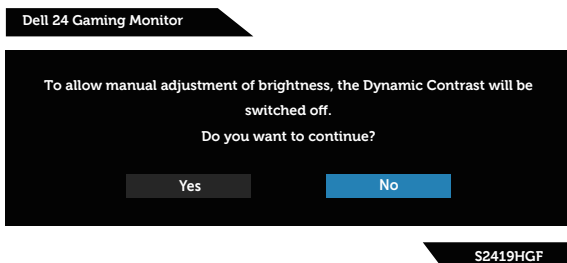 Dell 24 Gaming Monitor
To allow manual adjustment of brightness, the Dynamic Contrast will be
switched off.
Do you want to continue?
Yes No
S2419HGF